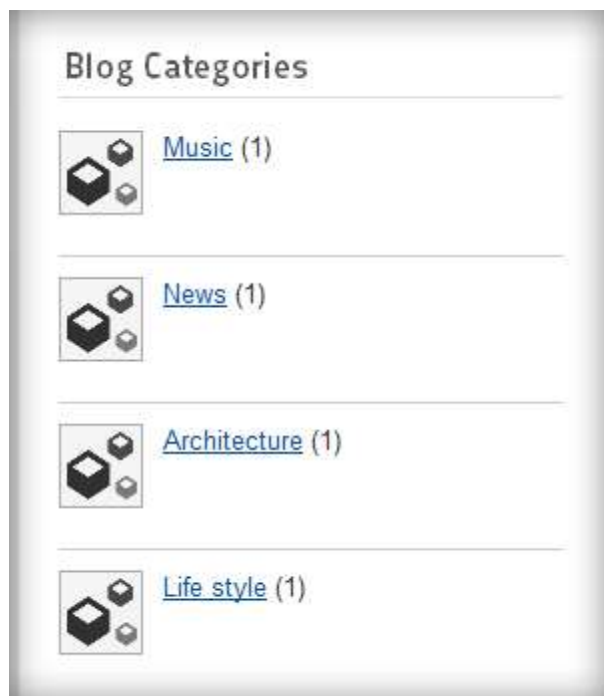 Blog Categories
Music (1)
News (1)
Architecture (1)
Life style (1)